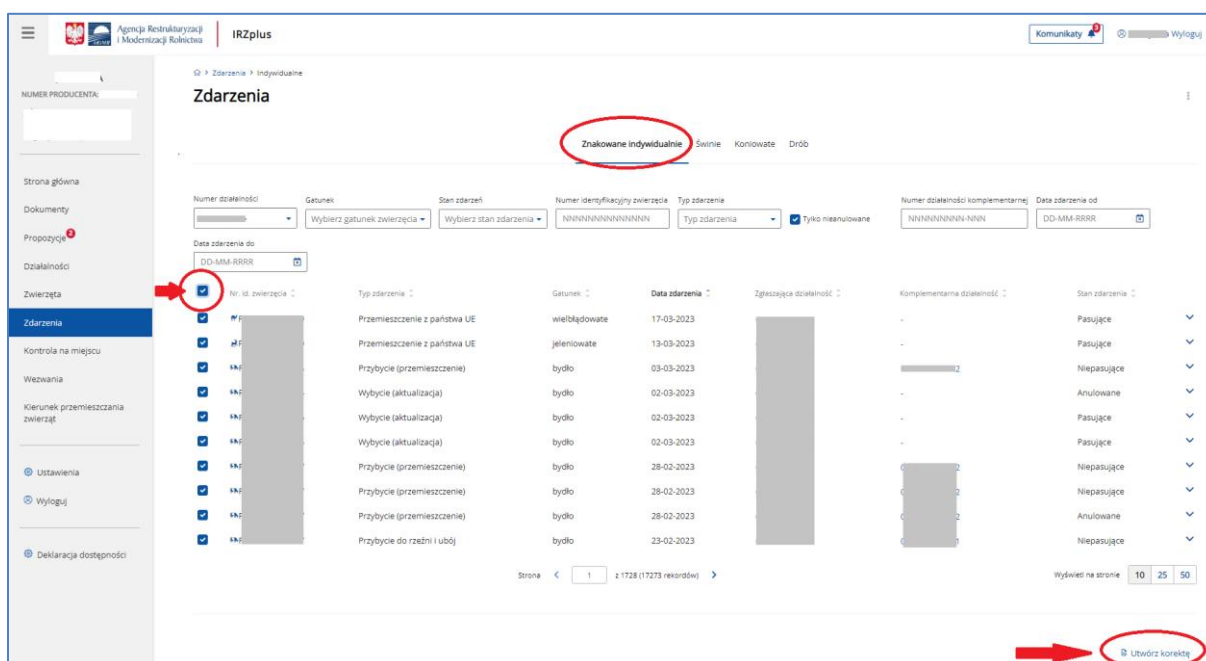 Agencja Restrukturyzacji
i Modernizacji Rolnictwa
IRZplus
Komunikaty 3
Wyloguj
NUMER PRODUCENTA:
Zdarzenia > Indywidualne
Zdarzenia
Znakowane indywidualnie Świnie Koniowate Drób
Strona główna
Dokumenty
Propozycje 2
Działalności
Zwierzęta
Zdarzenia
Kontrola na miejscu
Wezwania
Kierunek przemieszczania
zwierząt
Ustawienia
Wyloguj
Deklaracja dostępności
Numer działalności Gatunek Stan zdarzeń Numer identyfikacyjny zwierzęcia Typ zdarzenia Numer działalności komplementarnej Data zdarzenia od
Wybierz gatunek zwierzęcia Wybierz stan zdarzenia NNNNNNNNNNNNNN Typ zdarzenia Tylko nieanulowane NNNNNNNNN-NNN DD-MM-RRRR
Data zdarzenia do
DD-MM-RRRR
Nr. id. zwierzęcia Typ zdarzenia Gatunek Data zdarzenia Zgłaszająca działalność Komplementarna działalność Stan zdarzenia
Przemieszczenie z państwa UE wielbłądowate 17-03-2023 - Pasujące
Przemieszczenie z państwa UE jeleniowate 13-03-2023 - Pasujące
Przybycie (przemieszczenie) bydło 03-03-2023 2 Niepasujące
Wybycie (aktualizacja) bydło 02-03-2023 - Anulowane
Wybycie (aktualizacja) bydło 02-03-2023 - Pasujące
Wybycie (aktualizacja) bydło 02-03-2023 - Pasujące
Przybycie (przemieszczenie) bydło 28-02-2023 2 Niepasujące
Przybycie (przemieszczenie) bydło 28-02-2023 2 Niepasujące
Przybycie (przemieszczenie) bydło 28-02-2023 2 Anulowane
Przybycie do rzeźni i ubój bydło 23-02-2023 1 Niepasujące
Strona 1 z 1728 (17273 rekordów) Wyświetl na stronie 10 25 50
Utwórz korektę